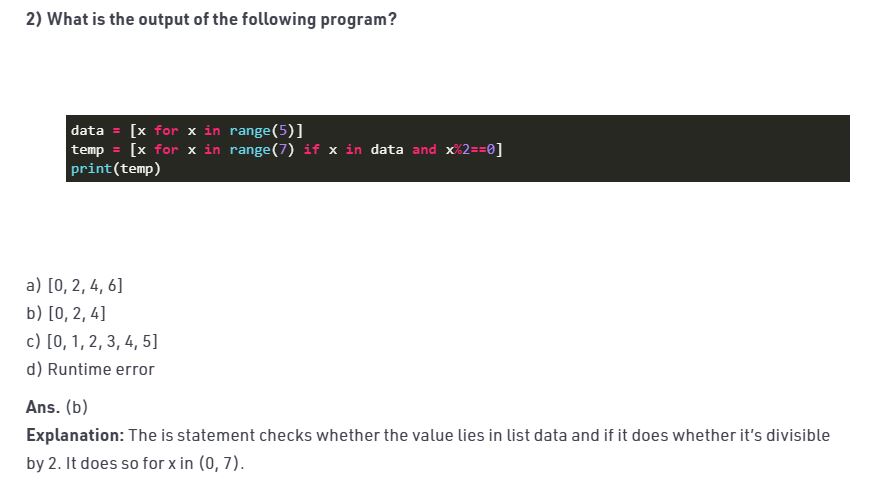 2) What is the output of the following program?
data = [x for x in range(5)]
temp = [x for x in range(7) if x in data and x%2==0]
print(temp)
a) [0, 2, 4, 6]
b) [0, 2, 4]
c) [0, 1, 2, 3, 4, 5]
d) Runtime error
Ans. (b)
Explanation: The is statement checks whether the value lies in list data and if it does whether it’s divisible
by 2. It does so for x in (0, 7).